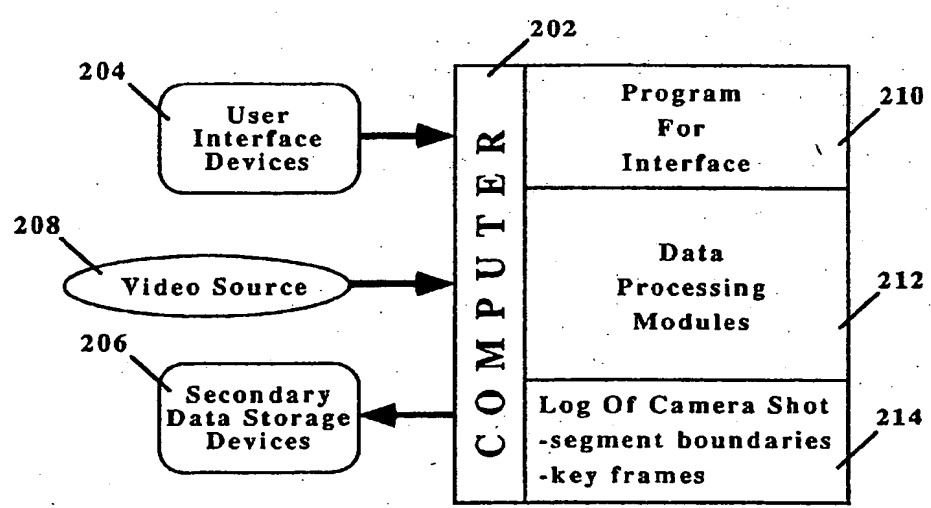 202
204
User
Interface
Devices
208
Video Source
206
Secondary
Data Storage
Devices
COMPUTER
Program
For
Interface
210
Data
Processing
Modules
212
Log Of Camera Shot
-segment boundaries
-key frames
214